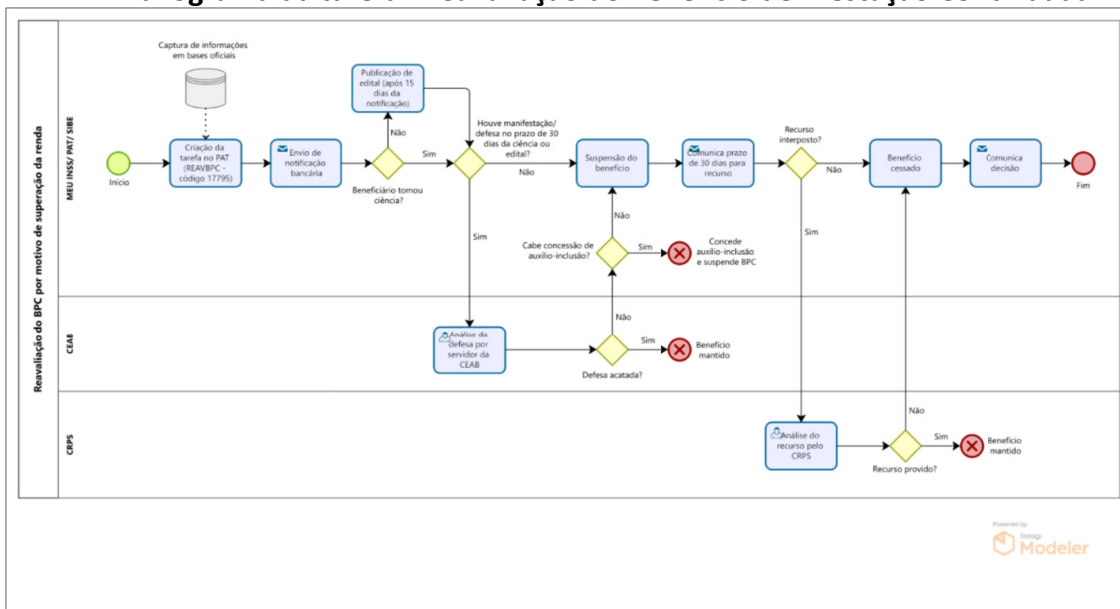 Captura de informações
em bases oficiais
Publicação de
edital (após 15
dias da
notificação)
Não
Houve manifestação/
defesa no prazo de 30
dias da ciência ou
edital?
Recurso
interposto?
MEU INSS/ PAT/ SIBE
Início
Criação da
tarefa no PAT
(REAVBPC -
código 17795)
Envio de
notificação
bancária
Sim
Beneficiário tomou
ciência?
Não
Suspensão do
benefício
Comunica prazo
de 30 dias para
recurso
Não
Benefício
cessado
Comunica
decisão
Fim
Reavaliação do BPC por motivo de superação da renda
Sim
Não
Cabe concessão de
auxílio-inclusão?
Sim
Concede
auxílio-inclusão
e suspende BPC
Sim
CEAB
Análise da
defesa por
servidor da
CEAB
Não
Sim
Benefício
mantido
Defesa acatada?
CRPS
Análise do
recurso pelo
CRPS
Não
Sim
Benefício
mantido
Recurso provido?
Powered by
bizagi
Modeler